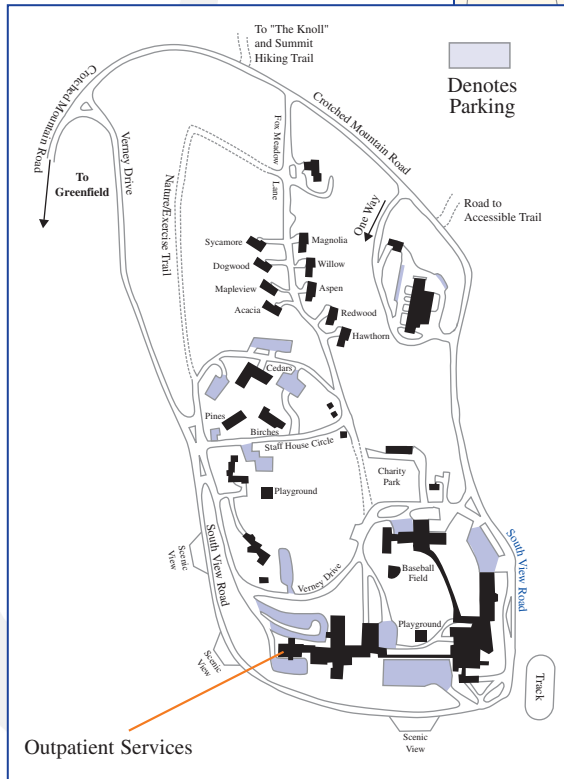 To "The Knoll"
and Summit
Hiking Trail
Denotes
Parking
Crotched Mountain Road
Crotched Mountain Road
Fox Meadow
Lane
Verney Drive
To
Greenfield
Nature/Exercise Trail
One Way
Road to
Accessible Trail
Sycamore
Magnolia
Dogwood
Willow
Mapleview
Aspen
Acacia
Redwood
Hawthorn
Cedars
Pines
Birches
Staff House Circle
Charity
Park
Playground
South View Road
Scenic
View
South View Road
Verney Drive
Baseball
Field
Playground
Scenic
View
Track
Scenic
View
Outpatient Services